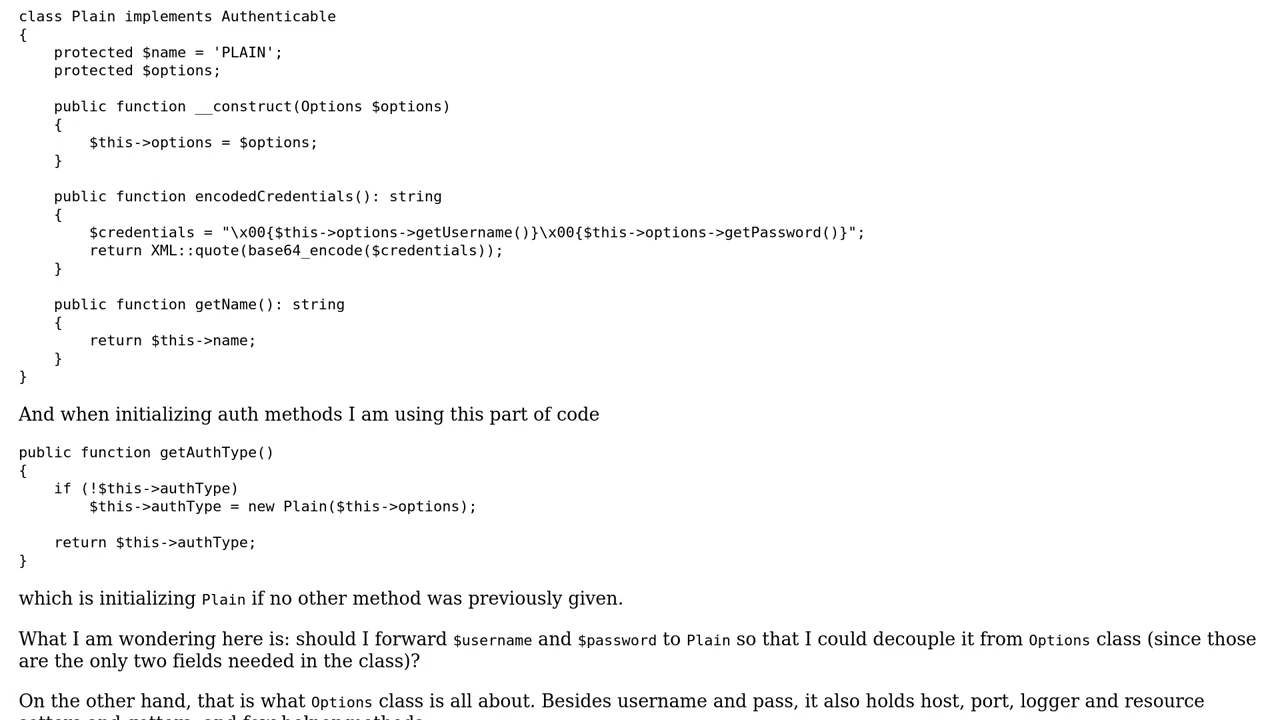 class Plain implements Authenticable
{
    protected $name = 'PLAIN';
    protected $options;

    public function __construct(Options $options)
    {
        $this->options = $options;
    }

    public function encodedCredentials(): string
    {
        $credentials = "\x00{$this->options->getUsername()}\x00{$this->options->getPassword()}";
        return XML::quote(base64_encode($credentials));
    }

    public function getName(): string
    {
        return $this->name;
    }
}
And when initializing auth methods I am using this part of code
public function getAuthType()
{
    if (!$this->authType)
        $this->authType = new Plain($this->options);

    return $this->authType;
}
which is initializing Plain if no other method was previously given.
What I am wondering here is: should I forward $username and $password to Plain so that I could decouple it from Options class (since those
are the only two fields needed in the class)?
On the other hand, that is what Options class is all about. Besides username and pass, it also holds host, port, logger and resource
setters and getters, and few helper methods.